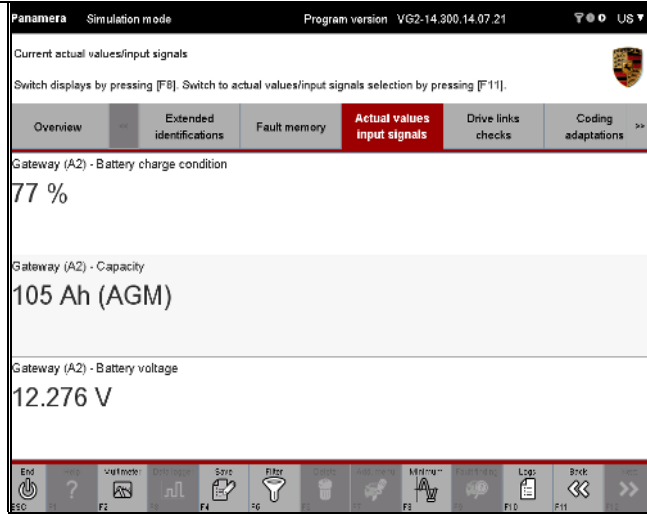 Panamera Simulation mode Program version VG2-14.300.14.07.21 US
Current actual values/input signals
Switch displays by pressing [F8]. Switch to actual values/input signals selection by pressing [F11].
Overview << Extended identifications Fault memory Actual values input signals Drive links checks Coding adaptations >>
Gateway (A2) - Battery charge condition
77 %
Gateway (A2) - Capacity
105 Ah (AGM)
Gateway (A2) - Battery voltage
12.276 V
End Help Multimeter Save Filter Delete Minimum Logs Back
ESC F1 F2 F4 F6 F8 F10 F11 F12